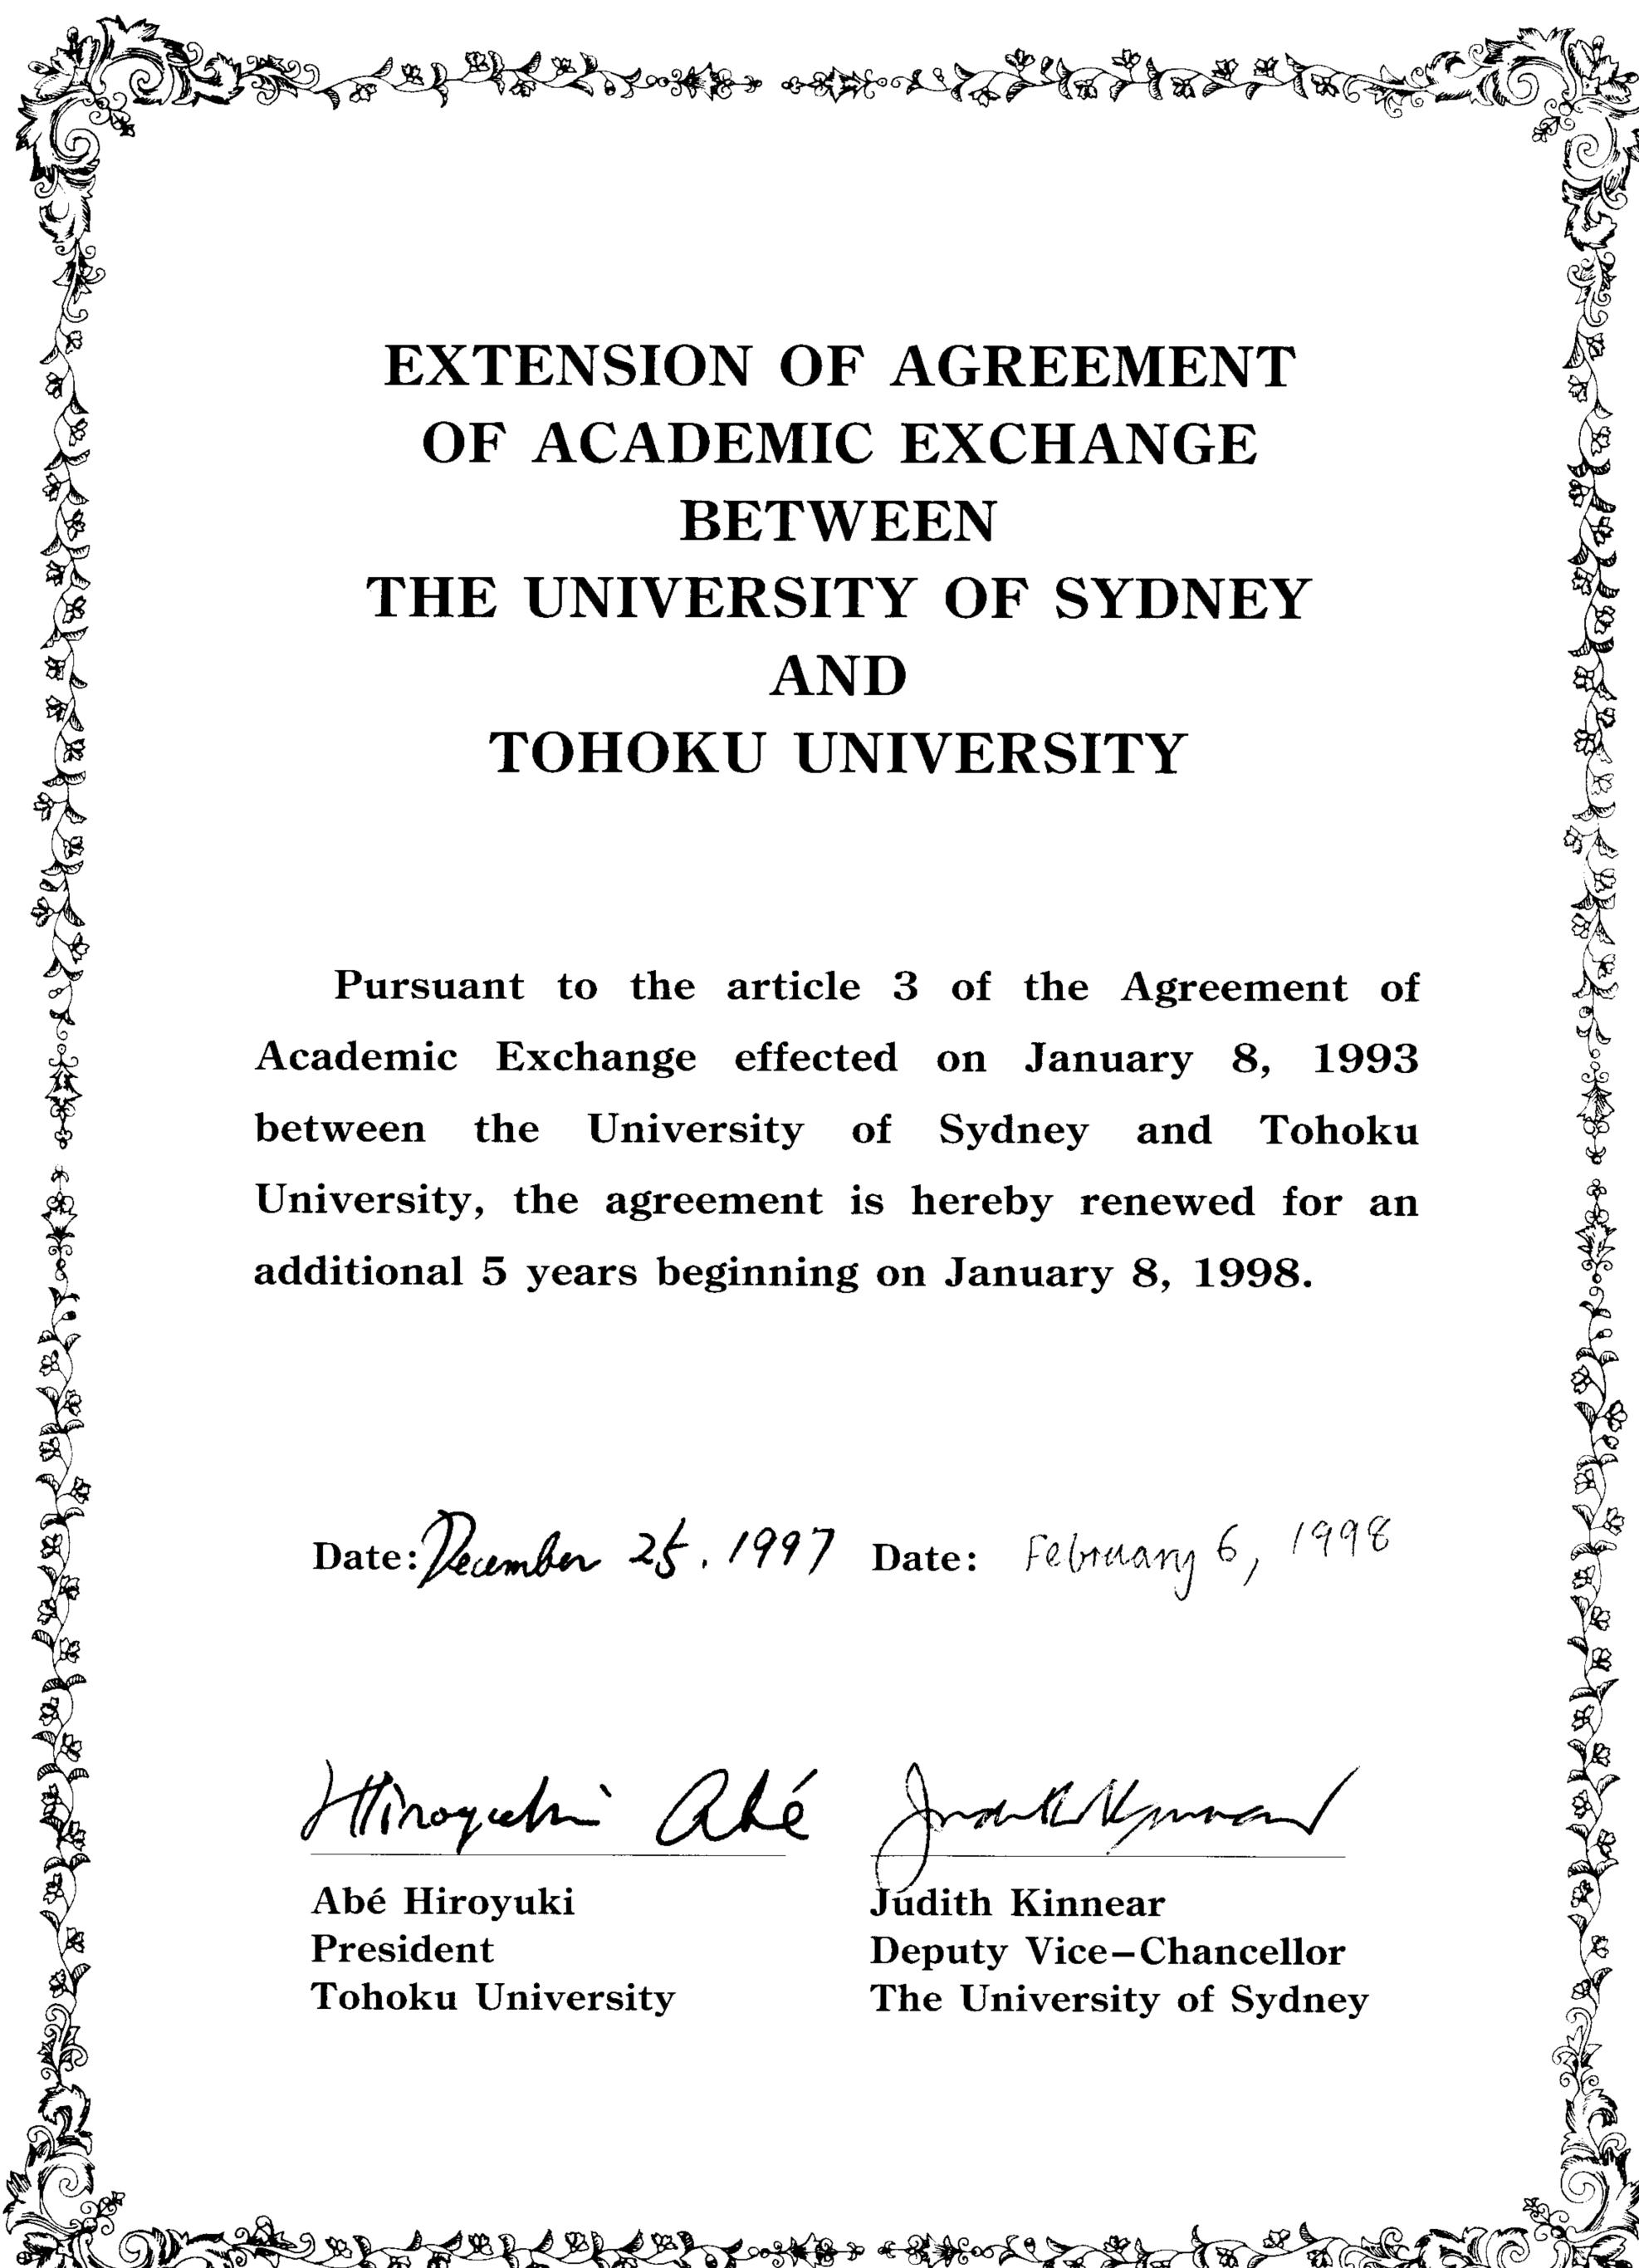 EXTENSION OF AGREEMENT
OF ACADEMIC EXCHANGE
BETWEEN
THE UNIVERSITY OF SYDNEY
AND
TOHOKU UNIVERSITY
Pursuant to the article 3 of the Agreement of
Academic Exchange effected on January 8, 1993
between the University of Sydney and Tohoku
University, the agreement is hereby renewed for an
additional 5 years beginning on January 8, 1998.
Date: December 25. 1997 Date: February 6, 1998
Hiroyuki Abé Judith Kinnear
Abé Hiroyuki Judith Kinnear
President Deputy Vice-Chancellor
Tohoku University The University of Sydney